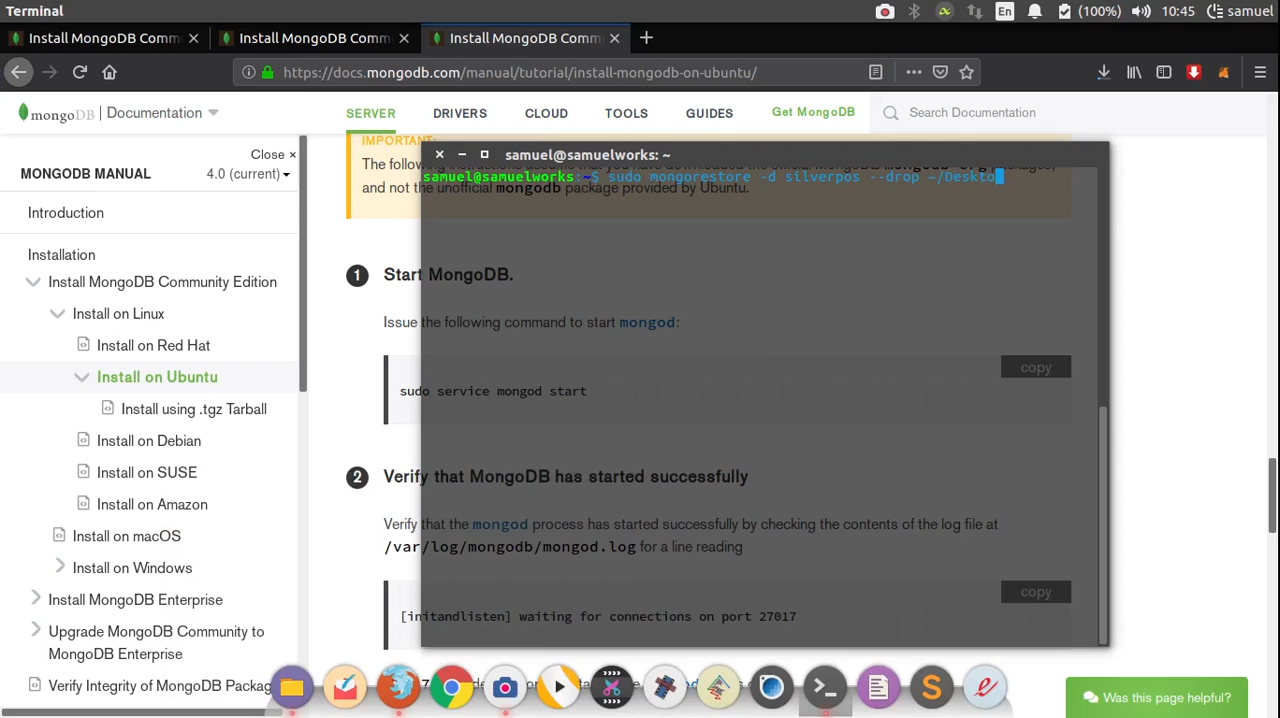 Terminal
En
(100%)
10:45
samuel
Install MongoDB Comm
Install MongoDB Comm
Install MongoDB Comm
https://docs.mongodb.com/manual/tutorial/install-mongodb-on-ubuntu/
mongoDB | Documentation
SERVER
DRIVERS
CLOUD
TOOLS
GUIDES
Get MongoDB
Search Documentation
Close ×
MONGODB MANUAL
4.0 (current)
Introduction
Installation
Install MongoDB Community Edition
Install on Linux
Install on Red Hat
Install on Ubuntu
Install using .tgz Tarball
Install on Debian
Install on SUSE
Install on Amazon
Install on macOS
Install on Windows
Install MongoDB Enterprise
Upgrade MongoDB Community to
MongoDB Enterprise
Verify Integrity of MongoDB Packag
IMPORTANT:
The following
and not the unofficial mongodb package provided by Ubuntu.
samuel@samuelworks: ~
samuel@samuelworks:~$ sudo mongorestore -d silverpos --drop ~/Deskto
1 Start MongoDB.
Issue the following command to start mongod:
copy
sudo service mongod start
2 Verify that MongoDB has started successfully
Verify that the mongod process has started successfully by checking the contents of the log file at
/var/log/mongodb/mongod.log for a line reading
copy
[initandlisten] waiting for connections on port 27017
Was this page helpful?